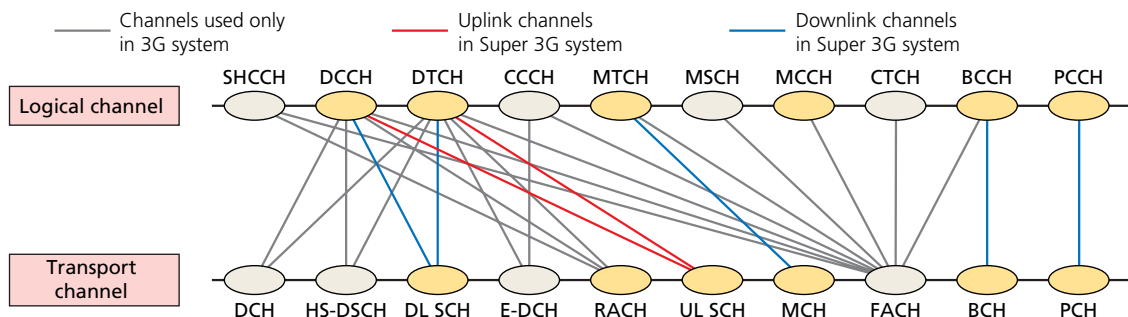 Channels used only
in 3G system
Uplink channels
in Super 3G system
Downlink channels
in Super 3G system
SHCCH DCCH DTCH CCCH MTCH MSCH MCCH CTCH BCCH PCCH
Logical channel
Transport
channel
DCH HS-DSCH DL SCH E-DCH RACH UL SCH MCH FACH BCH PCH